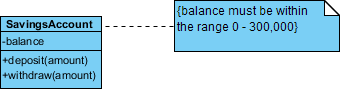 SavingsAccount
-balance
+deposit(amount)
+withdraw(amount)
{balance must be within
the range 0 - 300,000}